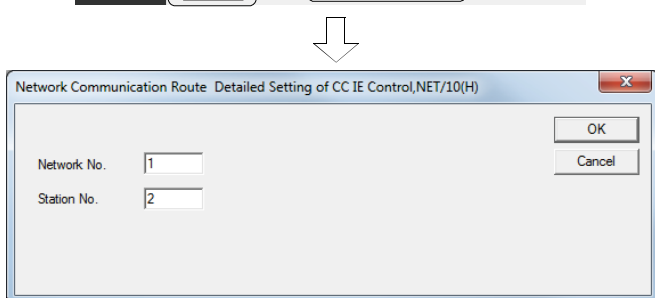 Network Communication Route  Detailed Setting of CC IE Control,NET/10(H)
OK
Network No. 1
Cancel
Station No. 2